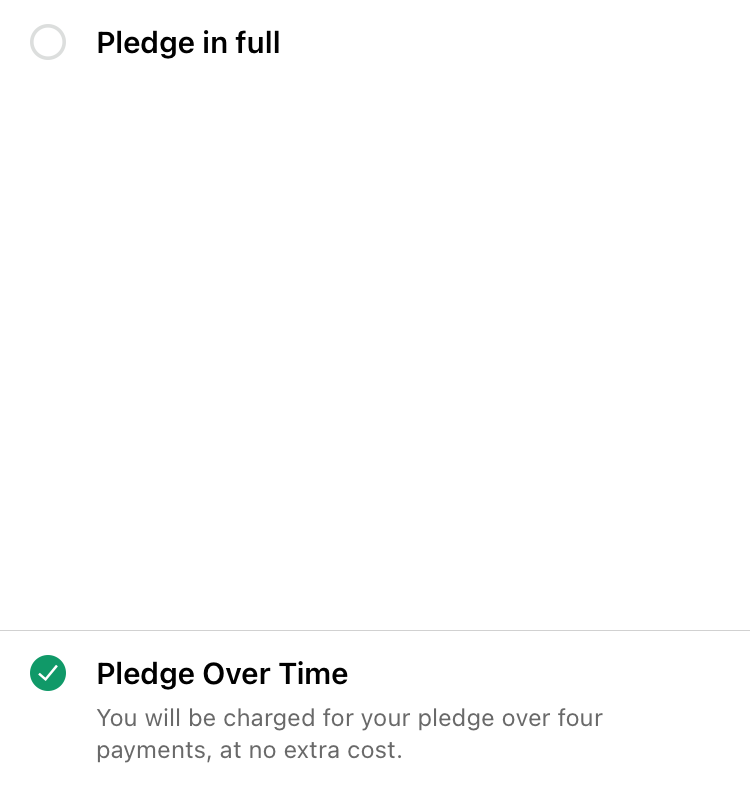 Pledge in full
Pledge Over Time
You will be charged for your pledge over four
payments, at no extra cost.